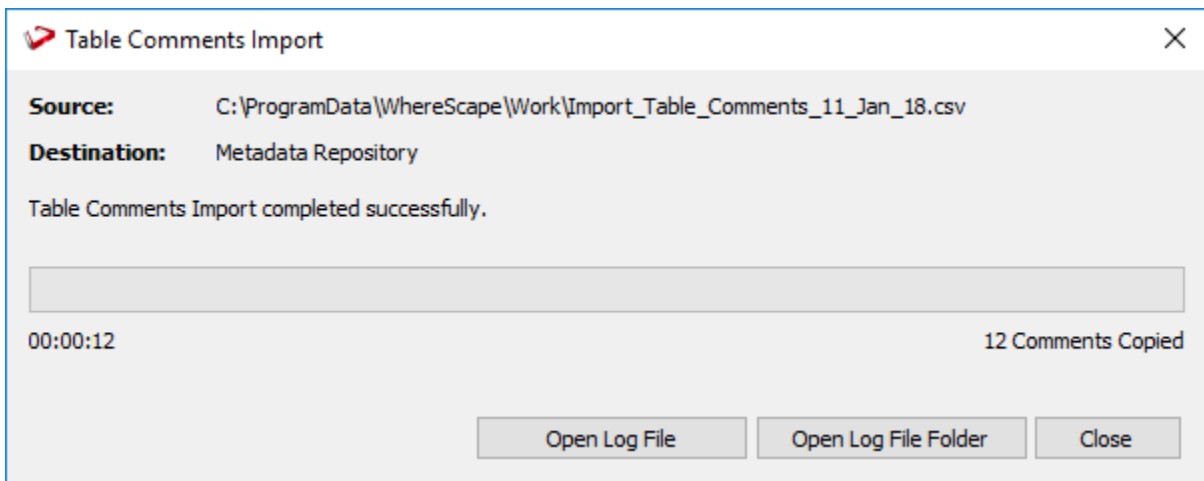 Table Comments Import
Source: C:\ProgramData\WhereScape\Work\Import_Table_Comments_11_Jan_18.csv
Destination: Metadata Repository
Table Comments Import completed successfully.
00:00:12 12 Comments Copied
Open Log File Open Log File Folder Close